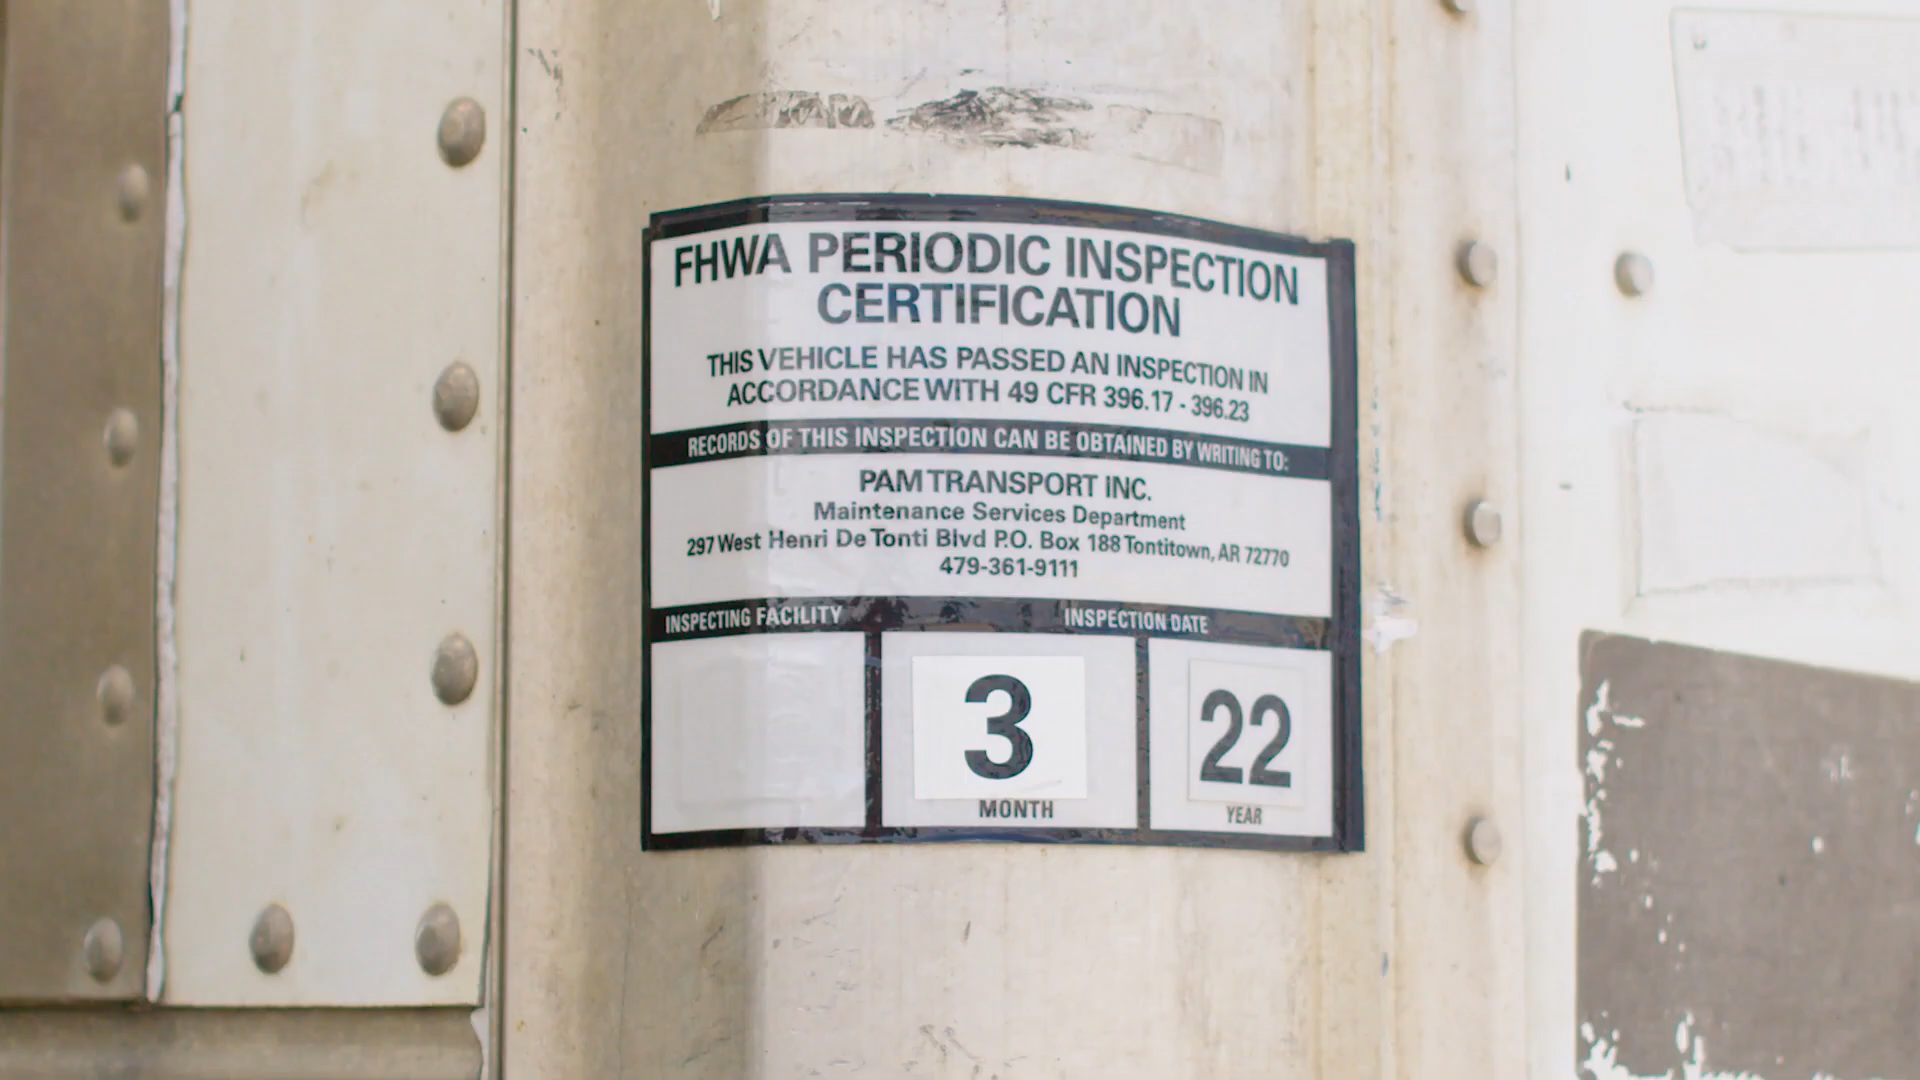 FHWA PERIODIC INSPECTION
CERTIFICATION
THIS VEHICLE HAS PASSED AN INSPECTION IN
ACCORDANCE WITH 49 CFR 396.17 - 396.23
RECORDS OF THIS INSPECTION CAN BE OBTAINED BY WRITING TO:
PAM TRANSPORT INC.
Maintenance Services Department
297 West Henri De Tonti Blvd P.O. Box 188 Tontitown, AR 72770
479-361-9111
INSPECTING FACILITY
INSPECTION DATE
3
22
MONTH
YEAR